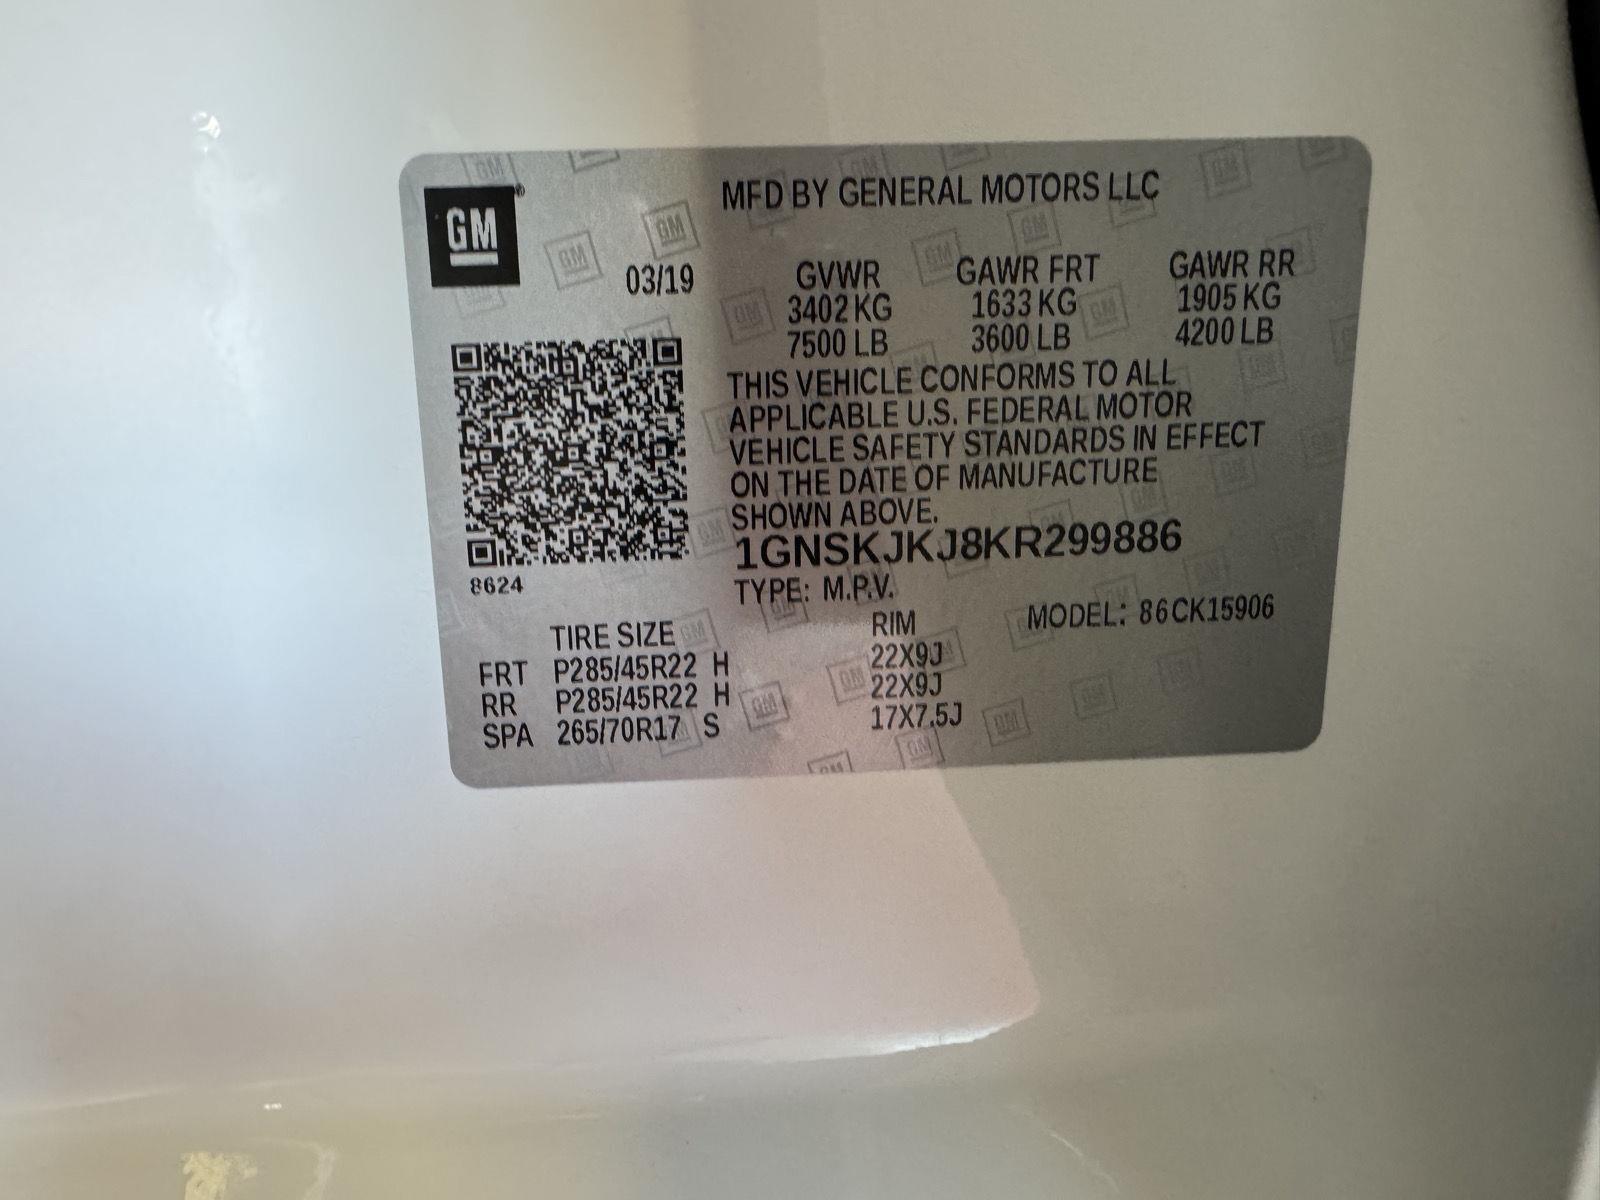 GM
MFD BY GENERAL MOTORS LLC
03/19
GVWR GAWR FRT GAWR RR
3402 KG 1633 KG 1905 KG
7500 LB 3600 LB 4200 LB
THIS VEHICLE CONFORMS TO ALL
APPLICABLE U.S. FEDERAL MOTOR
VEHICLE SAFETY STANDARDS IN EFFECT
ON THE DATE OF MANUFACTURE
SHOWN ABOVE.
1GNSKJKJ8KR299886
8624
TYPE: M.P.V.
MODEL: 86CK15906
TIRE SIZE RIM
FRT P285/45R22 H 22X9J
RR P285/45R22 H 22X9J
SPA 265/70R17 S 17X7.5J